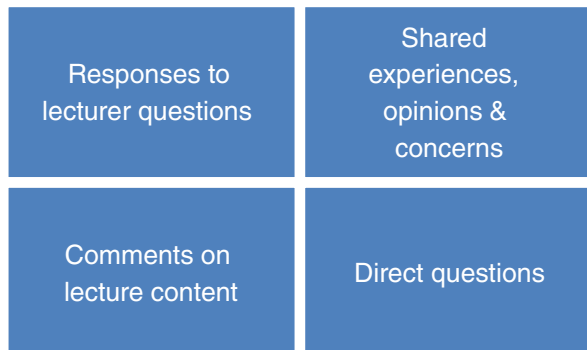 Responses to
lecturer questions
Shared
experiences,
opinions &
concerns
Comments on
lecture content
Direct questions